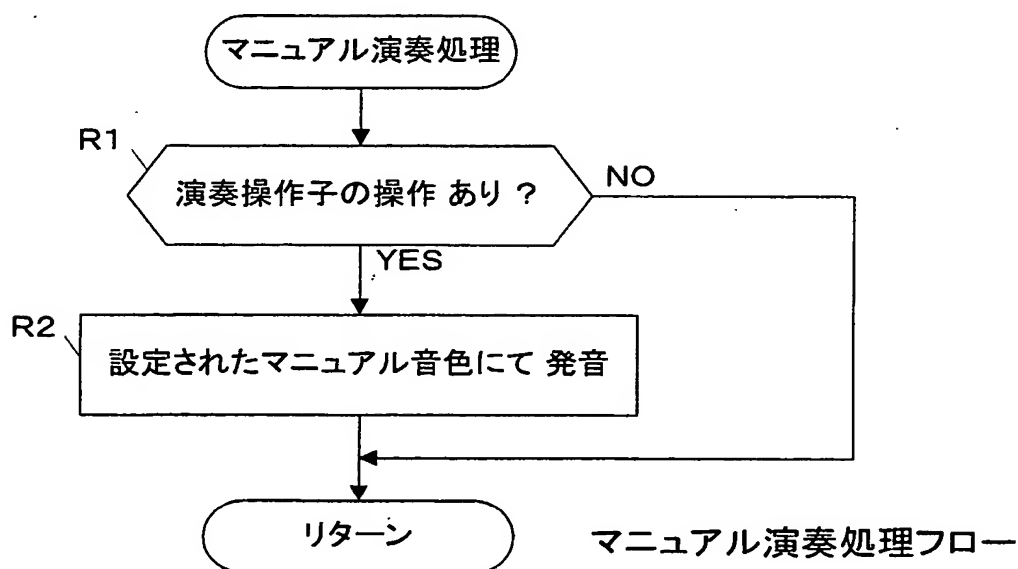 マニュアル演奏処理
R1
演奏操作子の操作 あり ?
NO
YES
R2
設定されたマニュアル音色にて 発音
リターン
マニュアル演奏処理フロー